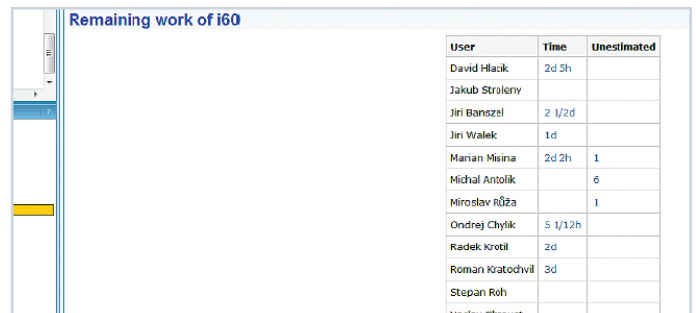 Remaining work of i60
User Time Unestimated
David Hlacik 2d 5h
Jakub Stroleny
Jiri Banszel 2 1/2d
Jiri Walek 1d
Marian Misina 2d 2h 1
Michal Antolik 6
Miroslav Růža 1
Ondrej Chylik 5 1/12h
Radek Krotil 2d
Roman Kratochvil 3d
Stepan Roh